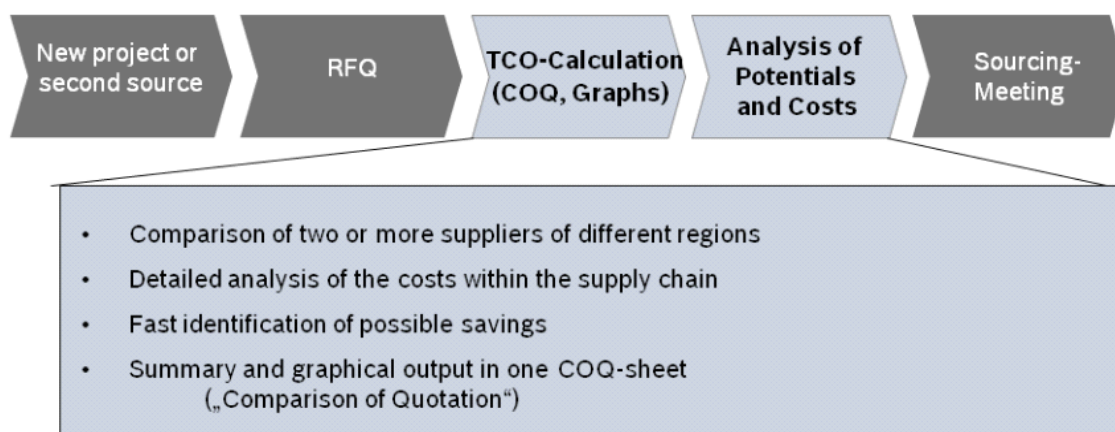 New project or
second source
RFQ
TCO-Calculation
(COQ, Graphs)
Analysis of
Potentials
and Costs
Sourcing-
Meeting
• Comparison of two or more suppliers of different regions
• Detailed analysis of the costs within the supply chain
• Fast identification of possible savings
• Summary and graphical output in one COQ-sheet
(„Comparison of Quotation“)